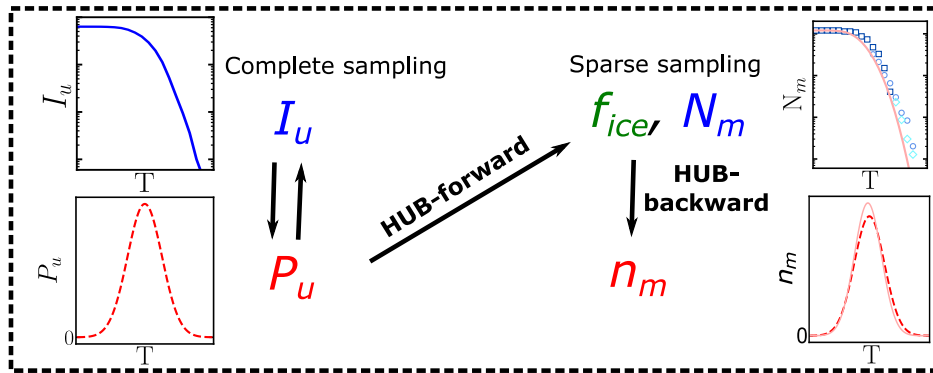 I_u
T
Complete sampling
I_u
Sparse sampling
f_ice, N_m
N_m
T
HUB-forward
HUB-
backward
P_u
0
T
P_u
n_m
n_m
0
T